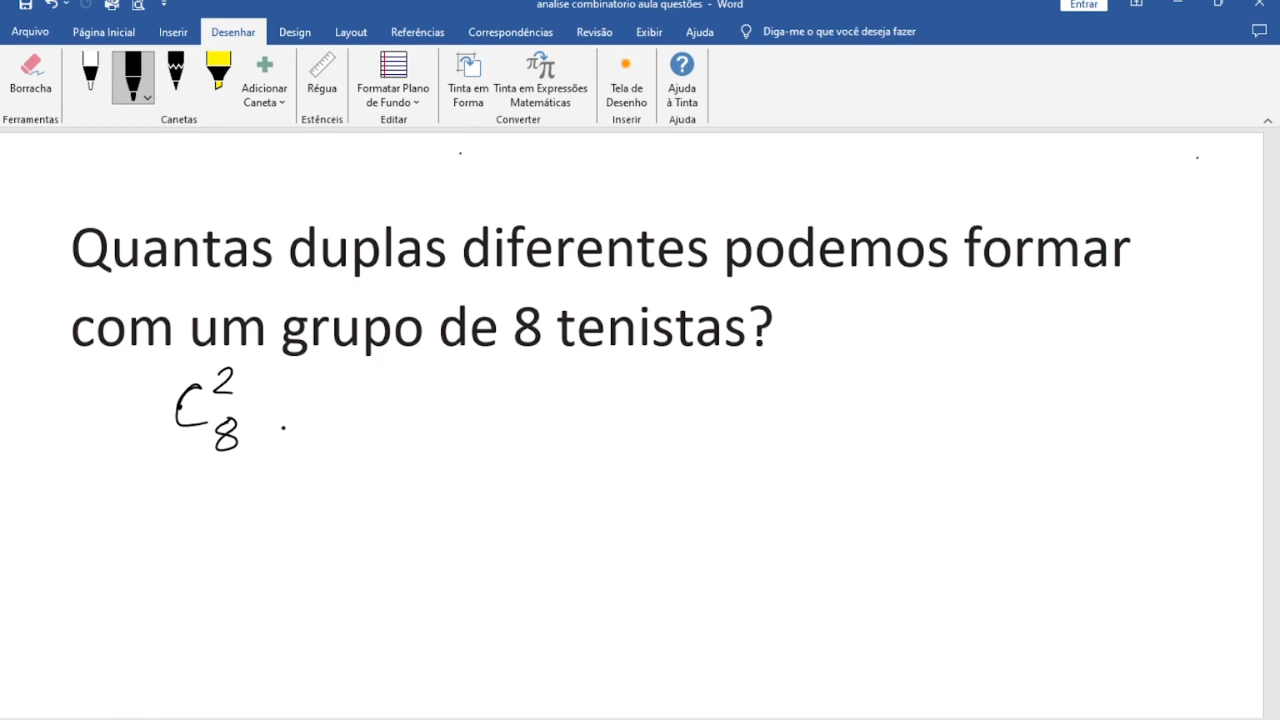 analise combinatorio aula questões - Word
Entrar
Arquivo Página Inicial Inserir Desenhar Design Layout Referências Correspondências Revisão Exibir Ajuda Diga-me o que você deseja fazer
Borracha Adicionar Caneta Régua Formatar Plano de Fundo Tinta em Forma Tinta em Expressões Matemáticas Tela de Desenho Ajuda à Tinta
Ferramentas Canetas Estênceis Editar Converter Inserir Ajuda
Quantas duplas diferentes podemos formar
com um grupo de 8 tenistas?
C 2
8